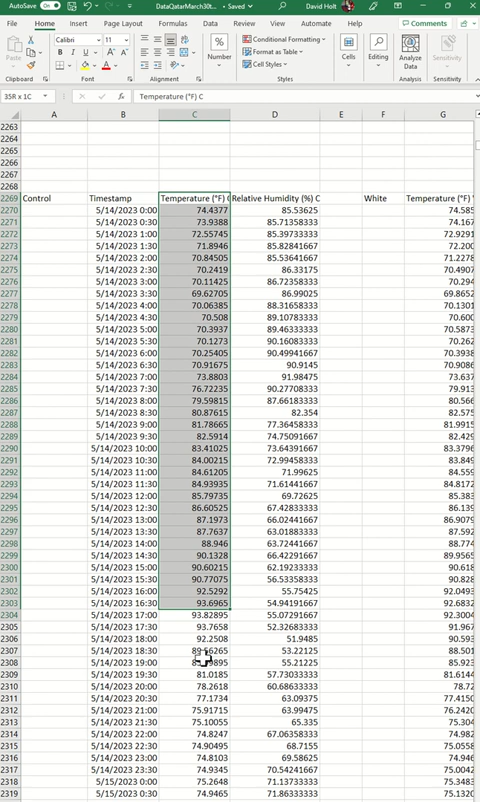 AutoSave On DataQatarMarch30t... • Saved David Holt
File Home Insert Page Layout Formulas Data Review View Automate Help Comments
Paste Calibri 11 A A Conditional Formatting Format as Table Cell Styles Number Cells Editing Analyze Data Sensitivity
B I U
Clipboard Font Alignment Styles Analysis Sensitivity
35R x 1C fx Temperature (°F) C
A B C D E F G
2263
2264
2265
2266
2267
2268
2269 Control Timestamp Temperature (°F) C Relative Humidity (%) C White Temperature (°F)
2270 5/14/2023 0:00 74.4377 85.53625 74.585
2271 5/14/2023 0:30 73.9388 85.71358333 74.167
2272 5/14/2023 1:00 72.55745 85.39733333 72.9291
2273 5/14/2023 1:30 71.8946 85.82841667 72.200
2274 5/14/2023 2:00 70.84505 85.53641667 71.2278
2275 5/14/2023 2:30 70.2419 86.33175 70.4907
2276 5/14/2023 3:00 70.11425 86.72358333 70.294
2277 5/14/2023 3:30 69.62705 86.99025 69.8652
2278 5/14/2023 4:00 70.06385 88.31658333 70.1301
2279 5/14/2023 4:30 70.508 89.10783333 70.600
2280 5/14/2023 5:00 70.3937 89.46333333 70.5873
2281 5/14/2023 5:30 70.1273 90.16083333 70.262
2282 5/14/2023 6:00 70.25405 90.49941667 70.3938
2283 5/14/2023 6:30 70.91675 90.9145 70.9086
2284 5/14/2023 7:00 73.8803 91.98475 73.637
2285 5/14/2023 7:30 76.72235 90.27708333 79.913
2286 5/14/2023 8:00 79.59815 87.66183333 80.566
2287 5/14/2023 8:30 80.87615 82.354 82.575
2288 5/14/2023 9:00 81.78665 77.36458333 81.9915
2289 5/14/2023 9:30 82.5914 74.75091667 82.429
2290 5/14/2023 10:00 83.41025 73.64391667 83.3796
2291 5/14/2023 10:30 84.00215 72.99458333 83.849
2292 5/14/2023 11:00 84.61205 71.99625 84.559
2293 5/14/2023 11:30 84.93935 71.61441667 84.8172
2294 5/14/2023 12:00 85.79735 69.72625 85.383
2295 5/14/2023 12:30 86.60525 67.42833333 86.139
2296 5/14/2023 13:00 87.1973 66.02441667 86.9079
2297 5/14/2023 13:30 87.7637 63.01883333 87.592
2298 5/14/2023 14:00 88.946 63.72441667 88.774
2299 5/14/2023 14:30 90.1328 66.42291667 89.9565
2300 5/14/2023 15:00 90.60215 62.19233333 90.618
2301 5/14/2023 15:30 90.77075 56.53358333 90.828
2302 5/14/2023 16:00 92.5292 55.75425 92.0493
2303 5/14/2023 16:30 93.6965 54.94191667 92.6832
2304 5/14/2023 17:00 93.82895 55.07291667 92.3004
2305 5/14/2023 17:30 93.7658 52.32683333 91.967
2306 5/14/2023 18:00 92.2508 51.9485 90.593
2307 5/14/2023 18:30 53.22125 88.501
2308 5/14/2023 19:00 55.21225 85.923
2309 5/14/2023 19:30 81.0185 57.73033333 81.6144
2310 5/14/2023 20:00 78.2618 60.68633333 78.72
2311 5/14/2023 20:30 77.1734 63.09375 77.4150
2312 5/14/2023 21:00 75.91715 63.99475 76.2420
2313 5/14/2023 21:30 75.10055 65.335 75.304
2314 5/14/2023 22:00 74.8247 67.06358333 74.982
2315 5/14/2023 22:30 74.90495 68.7155 75.0558
2316 5/14/2023 23:00 74.8103 69.58625 74.946
2317 5/14/2023 23:30 74.9345 70.54241667 75.0042
2318 5/15/2023 0:00 75.2648 71.13733333 75.3483
2319 5/15/2023 0:30 74.9465 71.86333333 75.1320